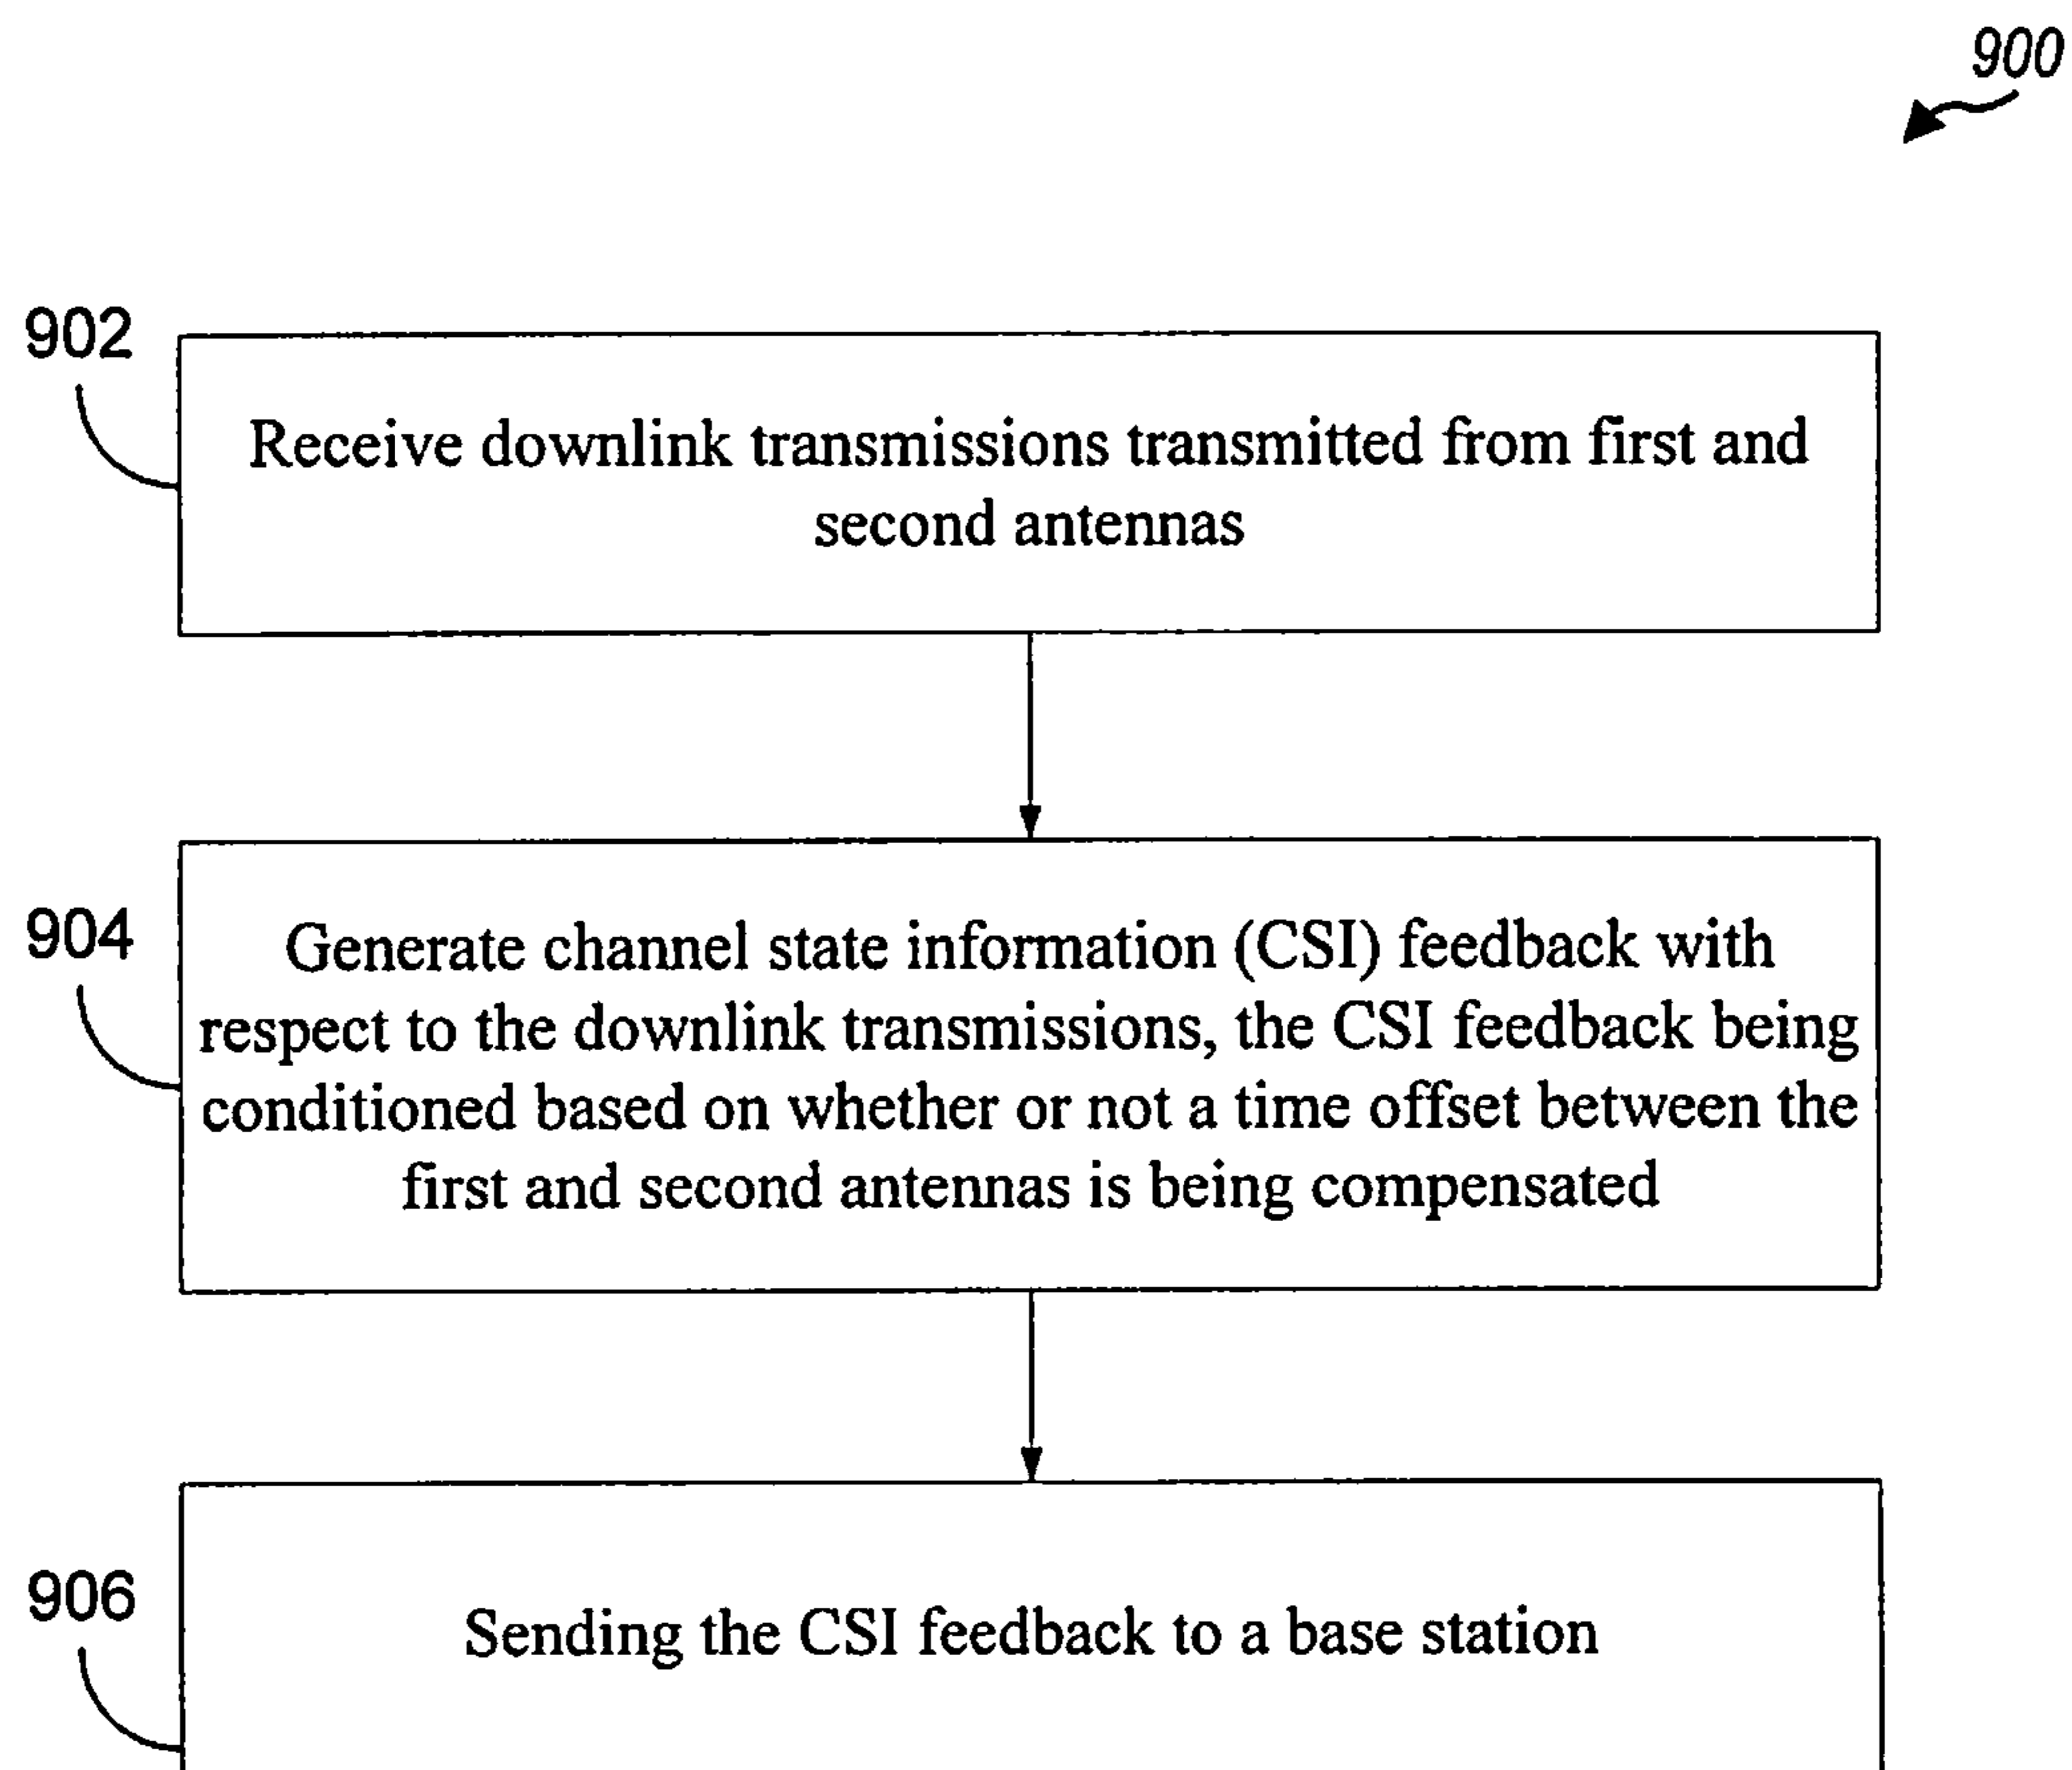 900
902
Receive downlink transmissions transmitted from first and
second antennas
904
Generate channel state information (CSI) feedback with
respect to the downlink transmissions, the CSI feedback being
conditioned based on whether or not a time offset between the
first and second antennas is being compensated
906
Sending the CSI feedback to a base station